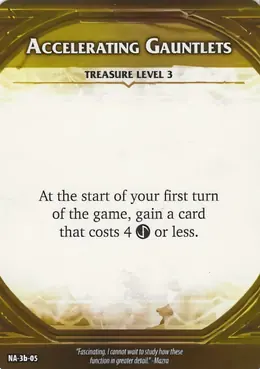 ACCELERATING GAUNTLETS
TREASURE LEVEL 3
At the start of your first turn
of the game, gain a card
that costs 4 or less.
NA-3b-05
"Fascinating. I cannot wait to study how these
function in greater detail." -Mazra